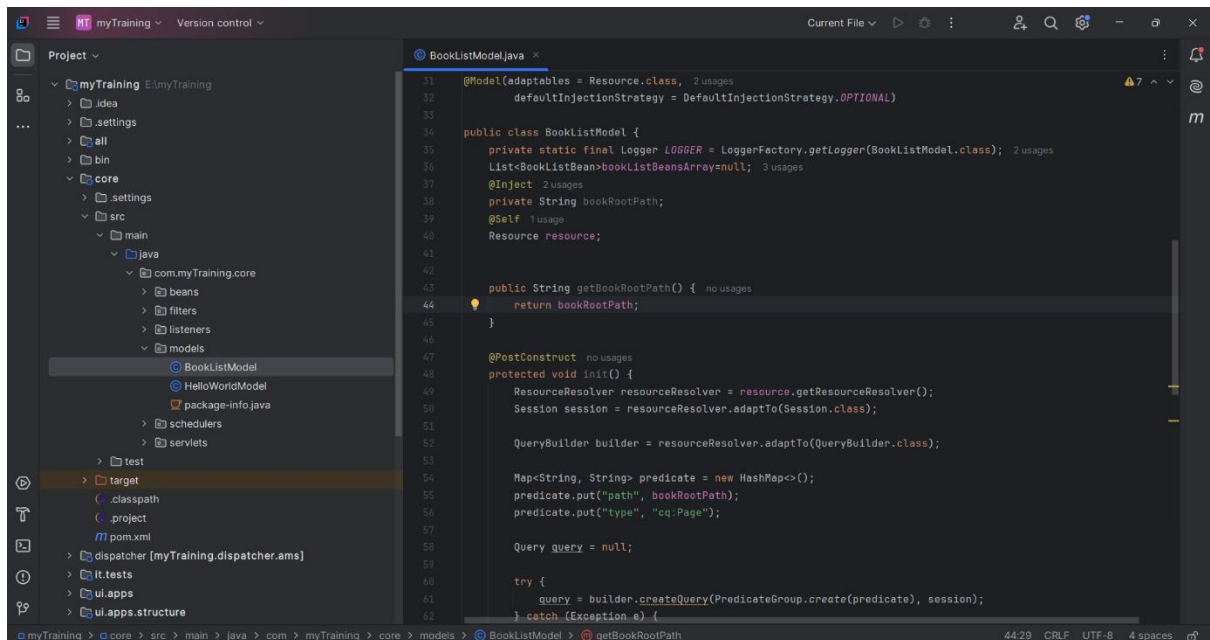 MT myTraining Version control
Current File
Project
myTraining E:\myTraining
.idea
.settings
all
bin
core
.settings
src
main
java
com.myTraining.core
beans
filters
listeners
models
BookListModel
HelloWorldModel
package-info.java
schedulers
servlets
test
target
.classpath
.project
m pom.xml
dispatcher [myTraining.dispatcher.ams]
it.tests
ui.apps
ui.apps.structure
BookListModel.java
7
m
31 @Model(adaptables = Resource.class, 2 usages
32 defaultInjectionStrategy = DefaultInjectionStrategy.OPTIONAL)
33
34 public class BookListModel {
35 private static final Logger LOGGER = LoggerFactory.getLogger(BookListModel.class); 2 usages
36 List<BookListBean>bookListBeansArray=null; 3 usages
37 @Inject 2 usages
38 private String bookRootPath;
39 @Self 1 usage
40 Resource resource;
41
42
43 public String getBookRootPath() { no usages
44 return bookRootPath;
45 }
46
47 @PostConstruct no usages
48 protected void init() {
49 ResourceResolver resourceResolver = resource.getResourceResolver();
50 Session session = resourceResolver.adaptTo(Session.class);
51
52 QueryBuilder builder = resourceResolver.adaptTo(QueryBuilder.class);
53
54 Map<String, String> predicate = new HashMap<>();
55 predicate.put("path", bookRootPath);
56 predicate.put("type", "cq:Page");
57
58 Query query = null;
59
60 try {
61 query = builder.createQuery(PredicateGroup.create(predicate), session);
62 } catch (Exception e) {
myTraining > core > src > main > java > com > myTraining > core > models > BookListModel > getBookRootPath 44:29 CRLF UTF-8 4 spaces